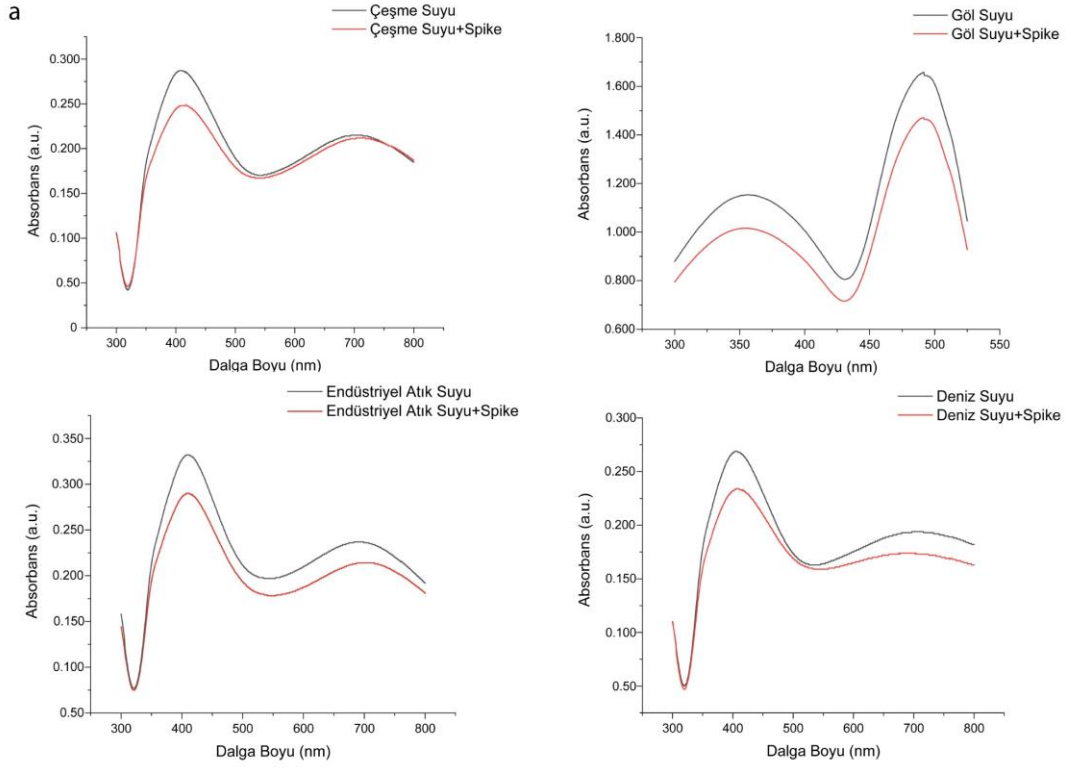 a
Çeşme Suyu
Çeşme Suyu+Spike
0.300
0.250
0.200
0.150
0.100
0.50
0
Absorbans (a.u.)
300 400 500 600 700 800
Dalga Boyu (nm)
Göl Suyu
Göl Suyu+Spike
1.800
1.600
1.400
1.200
1.000
0.800
0.600
Absorbans (a.u.)
300 350 400 450 500 550
Dalga Boyu (nm)
Endüstriyel Atık Suyu
Endüstriyel Atık Suyu+Spike
0.350
0.300
0.250
0.200
0.150
0.100
0.50
Absorbans (a.u.)
300 400 500 600 700 800
Dalga Boyu (nm)
Deniz Suyu
Deniz Suyu+Spike
0.300
0.250
0.200
0.150
0.100
0.50
Absorbans (a.u.)
300 400 500 600 700 800
Dalga Boyu (nm)